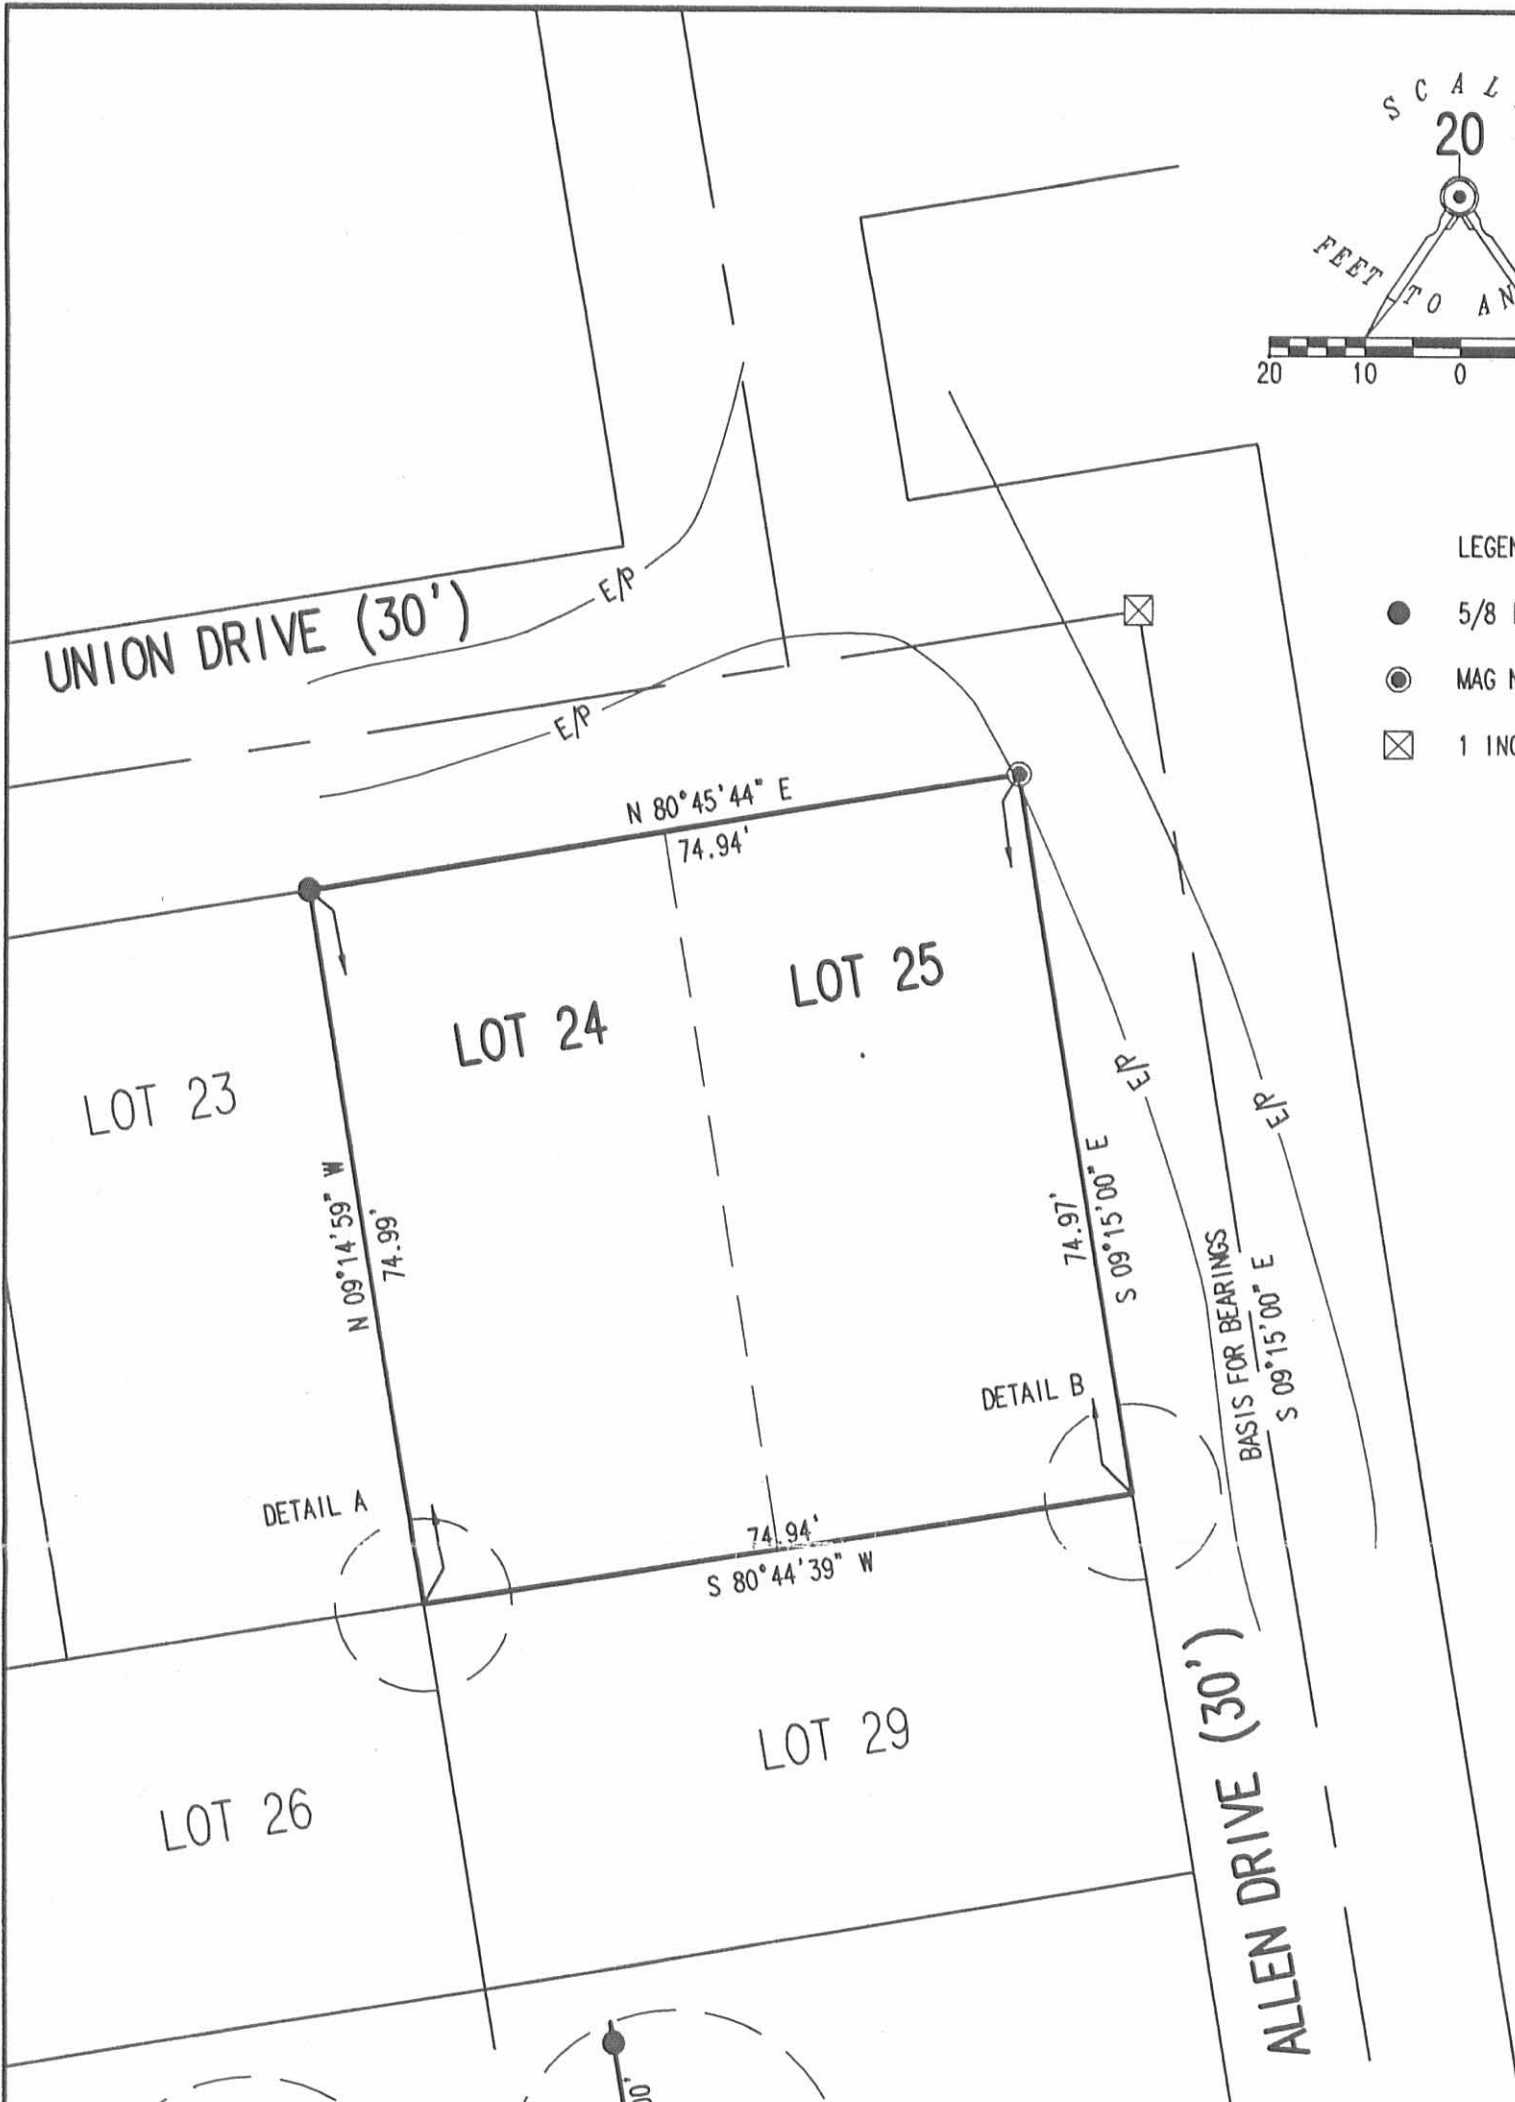 SCAL
20
FEET TO AN
20 10 0
UNION DRIVE (30')
E/P
E/P
LEGEN
5/8
MAG N
1 INC
N 80°45'44" E
74.94'
LOT 25
LOT 24
LOT 23
E/P
E/P
N 09°14'59" W
74.99'
74.97'
S 09°15'00" E
BASIS FOR BEARINGS
S 09°15'00" E
DETAIL B
DETAIL A
74.94'
S 80°44'39" W
LOT 29
LOT 26
ALLEN DRIVE (30')
00'